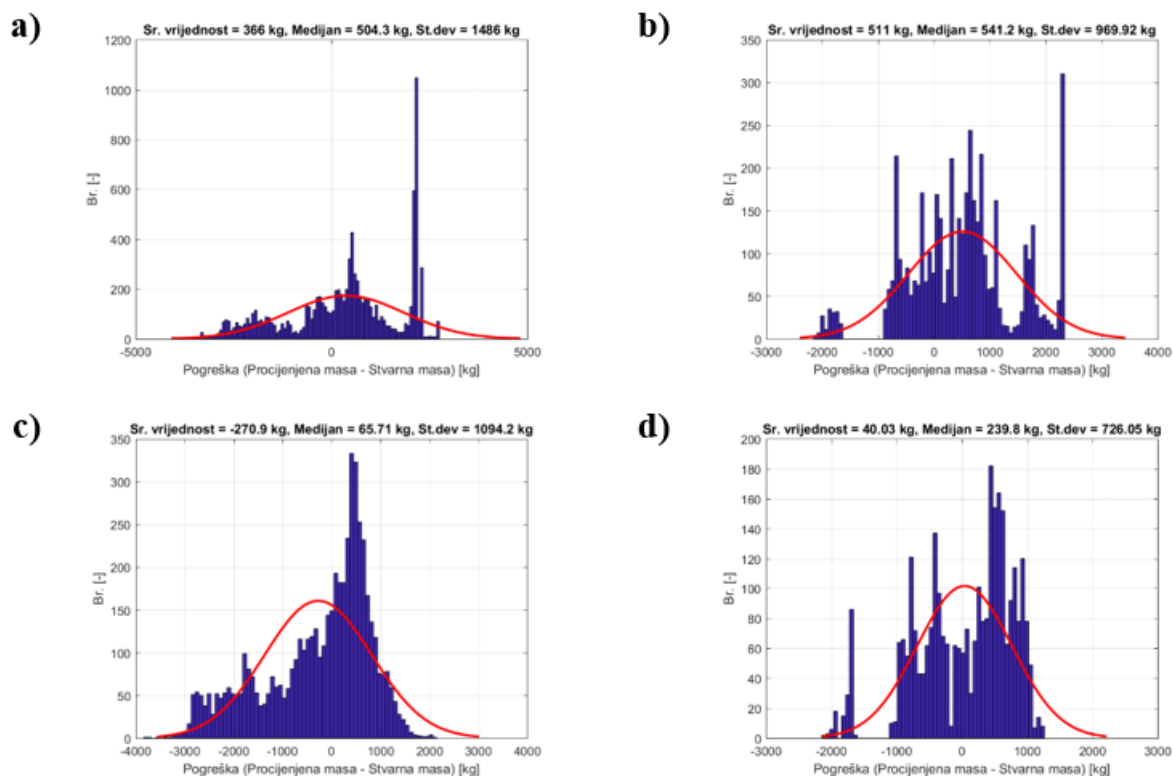 a)
Sr. vrijednost = 366 kg, Medijan = 504.3 kg, St.dev = 1486 kg
1200
1000
800
600
400
200
0
Br. [-]
-5000 0 5000
Pogreška (Procijenjena masa - Stvarna masa) [kg]
b)
Sr. vrijednost = 511 kg, Medijan = 541.2 kg, St.dev = 969.92 kg
350
300
250
200
150
100
50
0
Br. [-]
-3000 -2000 -1000 0 1000 2000 3000 4000
Pogreška (Procijenjena masa - Stvarna masa) [kg]
c)
Sr. vrijednost = -270.9 kg, Medijan = 65.71 kg, St.dev = 1094.2 kg
350
300
250
200
150
100
50
0
Br. [-]
-4000 -3000 -2000 -1000 0 1000 2000 3000 4000
Pogreška (Procijenjena masa - Stvarna masa) [kg]
d)
Sr. vrijednost = 40.03 kg, Medijan = 239.8 kg, St.dev = 726.05 kg
200
180
160
140
120
100
80
60
40
20
0
Br. [-]
-3000 -2000 -1000 0 1000 2000 3000
Pogreška (Procijenjena masa - Stvarna masa) [kg]